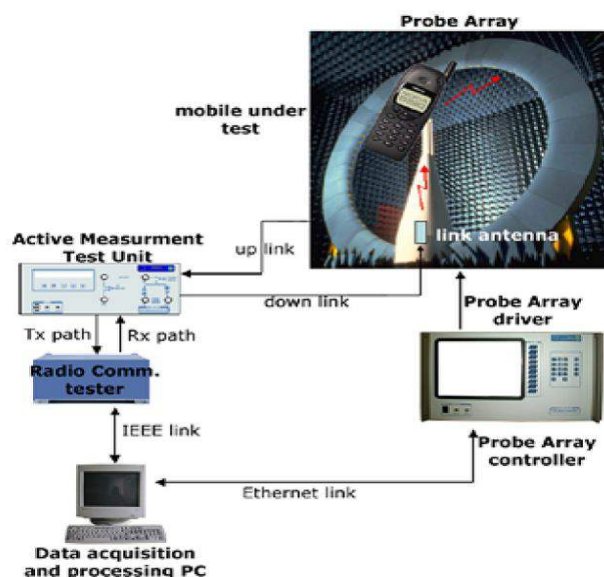 Probe Array
mobile under
test
link antenna
Active Measurment
Test Unit
up link
down link
Probe Array
driver
Tx path
Rx path
Radio Comm.
tester
IEEE link
Probe Array
controller
Ethernet link
Data acquisition
and processing PC